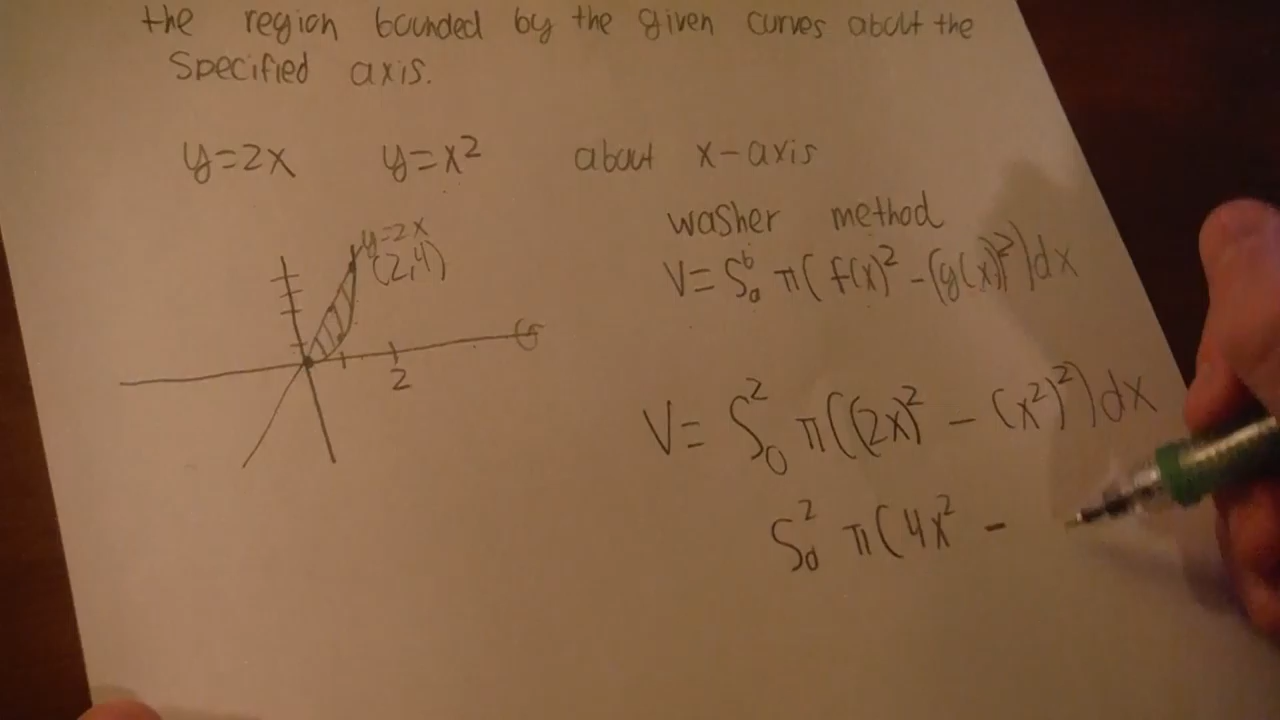 the region bounded by the given curves about the
specified axis.
y=2x y=x² about x-axis
washer method
y=2x
(2,4)
V= ∫₀ᵇ π( f(x)² - (g(x))²)dx
2
V= ∫₀² π((2x)² - (x²)²)dx
∫₀² π(4x² -